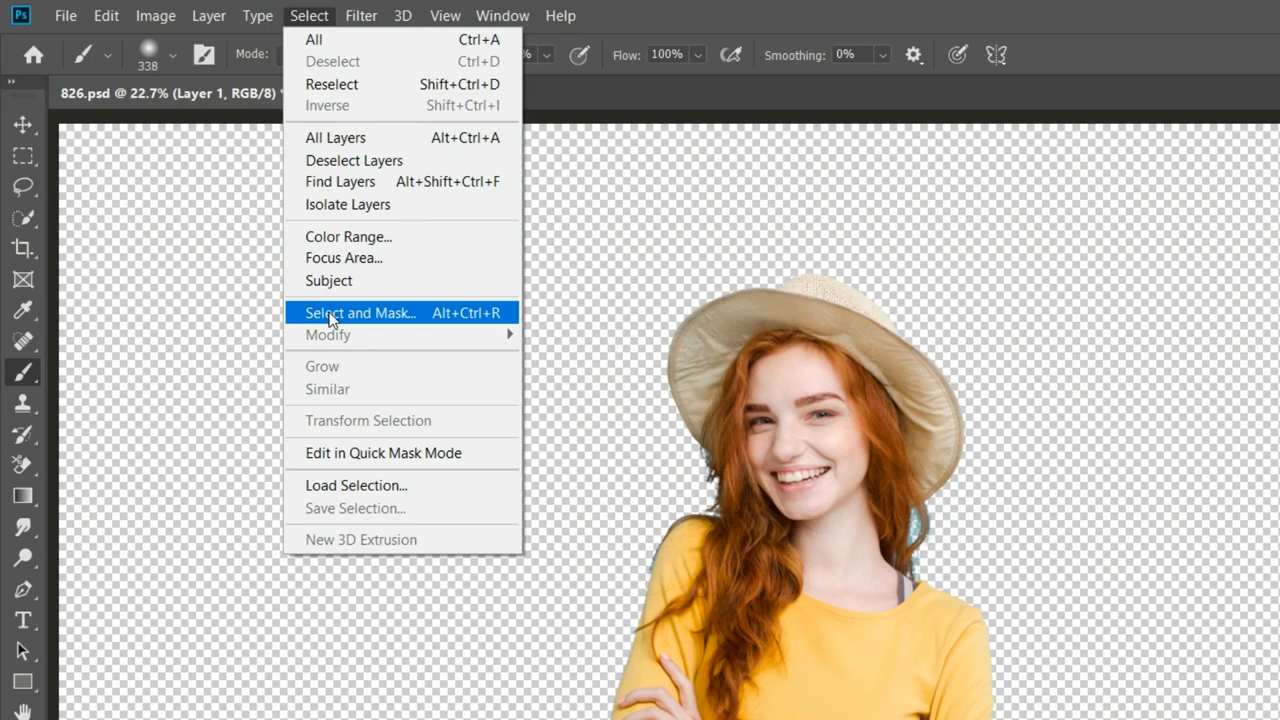 Ps File Edit Image Layer Type Select Filter 3D View Window Help
338 Mode: % Flow: 100% Smoothing: 0%
826.psd @ 22.7% (Layer 1, RGB/8) *
All Ctrl+A
Deselect Ctrl+D
Reselect Shift+Ctrl+D
Inverse Shift+Ctrl+I
All Layers Alt+Ctrl+A
Deselect Layers
Find Layers Alt+Shift+Ctrl+F
Isolate Layers
Color Range...
Focus Area...
Subject
Select and Mask... Alt+Ctrl+R
Modify
Grow
Similar
Transform Selection
Edit in Quick Mask Mode
Load Selection...
Save Selection...
New 3D Extrusion